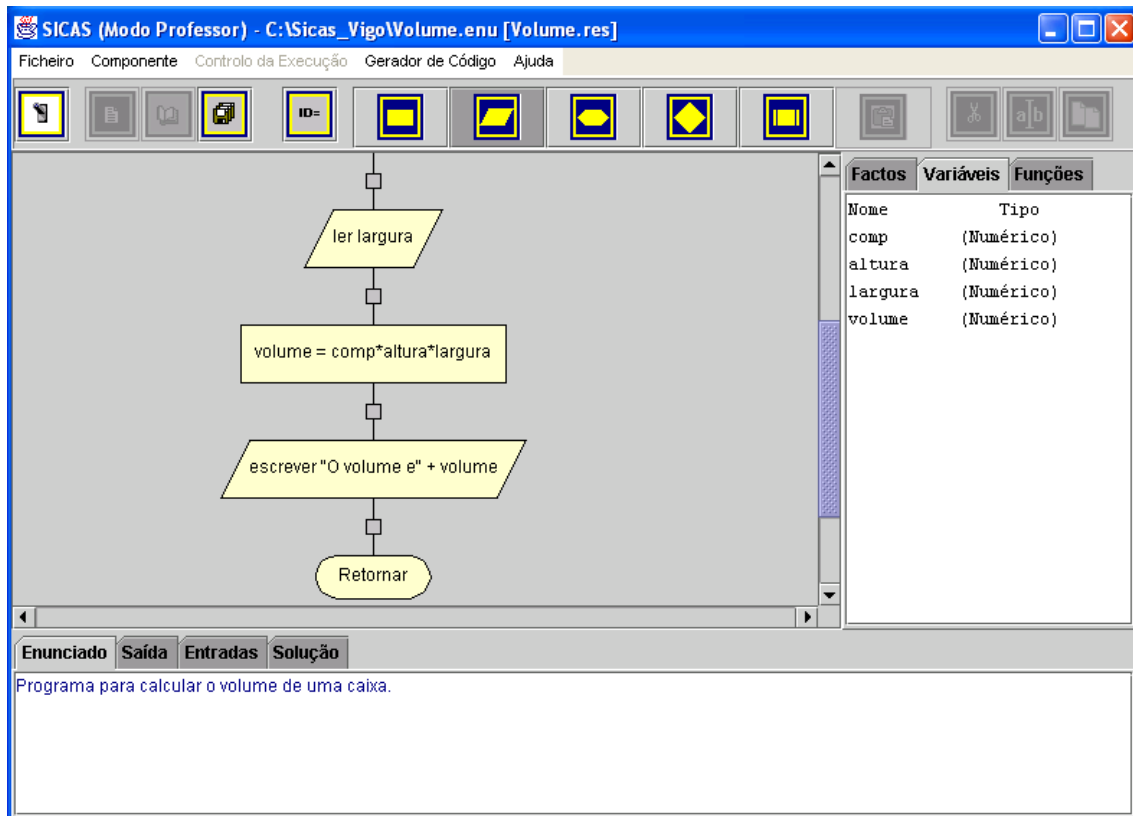 SICAS (Modo Professor) - C:\Sicas_Vigo\Volume.enu [Volume.res]
Ficheiro Componente Controlo da Execução Gerador de Código Ajuda
ID=
a|b
ler largura
volume = comp*altura*largura
escrever "O volume e" + volume
Retornar
Factos Variáveis Funções
Nome Tipo
comp (Numérico)
altura (Numérico)
largura (Numérico)
volume (Numérico)
Enunciado Saída Entradas Solução
Programa para calcular o volume de uma caixa.